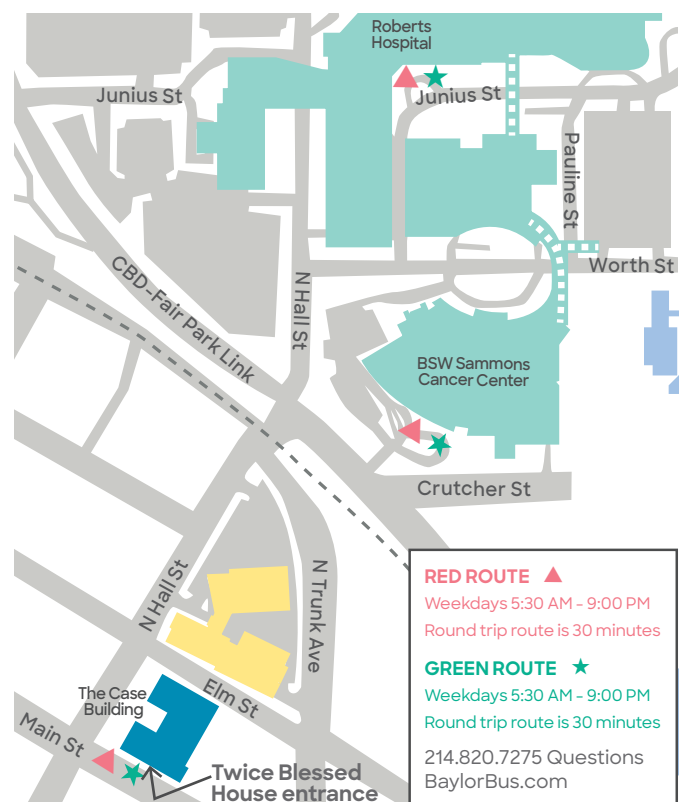 Roberts
Hospital
Junius St
Junius St
Pauline St
Worth St
CBD-Fair Park Link
N Hall St
BSW Sammons
Cancer Center
Crutcher St
N Hall St
N Trunk Ave
RED ROUTE
Weekdays 5:30 AM - 9:00 PM
Round trip route is 30 minutes
GREEN ROUTE
Weekdays 5:30 AM - 9:00 PM
Round trip route is 30 minutes
214.820.7275 Questions
BaylorBus.com
Elm St
The Case
Building
Main St
Twice Blessed
House entrance